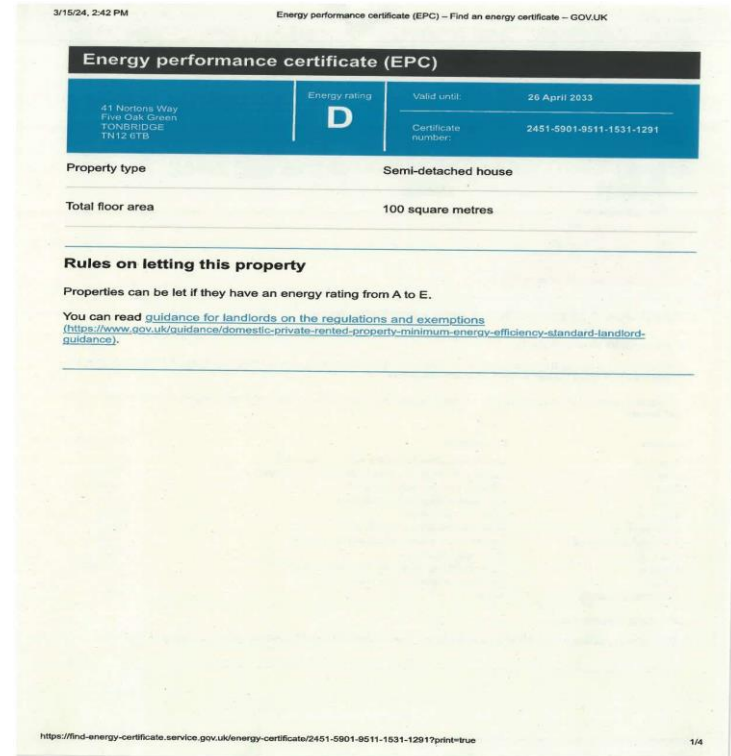 3/15/24, 2:42 PM
Energy performance certificate (EPC) – Find an energy certificate – GOV.UK
Energy performance certificate (EPC)
41 Nortons Way
Five Oak Green
TONBRIDGE
TN12 6TB
Energy rating
D
Valid until:
26 April 2033
Certificate
number:
2451-5901-9511-1531-1291
Property type
Semi-detached house
Total floor area
100 square metres
Rules on letting this property
Properties can be let if they have an energy rating from A to E.
You can read guidance for landlords on the regulations and exemptions
(https://www.gov.uk/guidance/domestic-private-rented-property-minimum-energy-efficiency-standard-landlord-
guidance).
https://find-energy-certificate.service.gov.uk/energy-certificate/2451-5901-9511-1531-1291?print=true
1/4